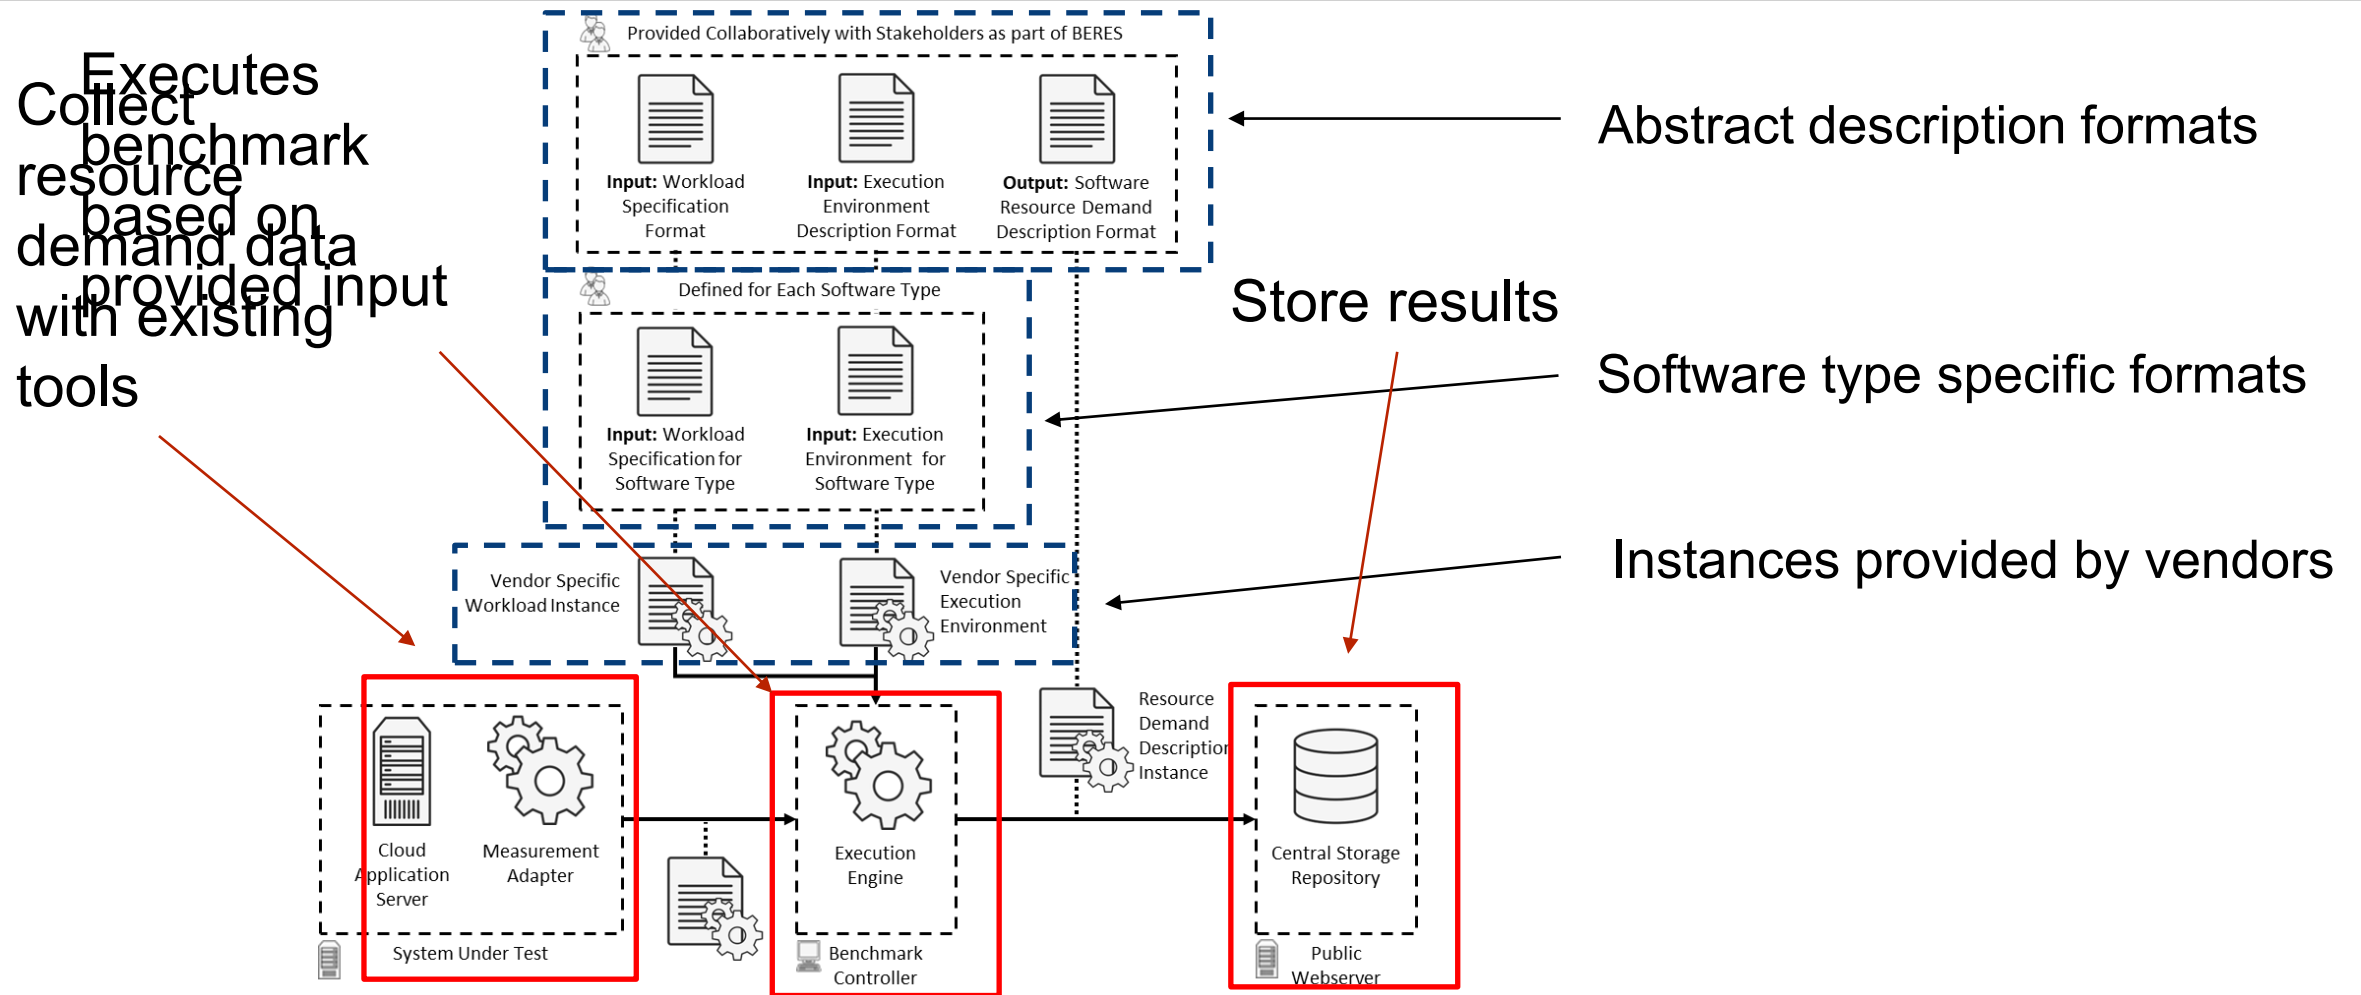 Provided Collaboratively with Stakeholders as part of BERES
Executes
benchmark
based on
provided input
Collect
resource
demand data
with existing
tools
Input: Workload
Specification
Format
Input: Execution
Environment
Description Format
Output: Software
Resource Demand
Description Format
Abstract description formats
Defined for Each Software Type
Input: Workload
Specification for
Software Type
Input: Execution
Environment for
Software Type
Store results
Software type specific formats
Vendor Specific
Workload Instance
Vendor Specific
Execution
Environment
Instances provided by vendors
Resource
Demand
Description
Instance
Cloud
Application
Server
Measurement
Adapter
Execution
Engine
Central Storage
Repository
System Under Test
Benchmark
Controller
Public
Webserver